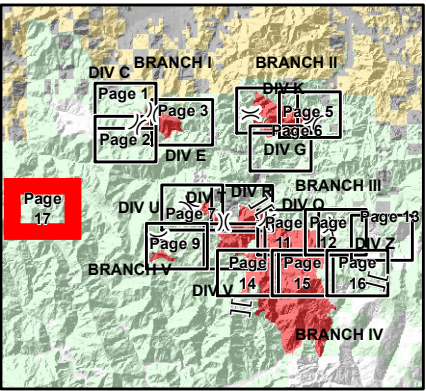 BRANCH I
BRANCH II
DIV C
DIV K
Page 1
Page 3
Page 5
Page 6
Page 2
DIV E
DIV G
BRANCH III
Page
17
DIV U
DIV R
DIV O
Page 7
Page
11
Page
12
Page 13
Page 9
DIV Z
BRANCH V
Page
14
Page
15
Page
16
DIV V
BRANCH IV